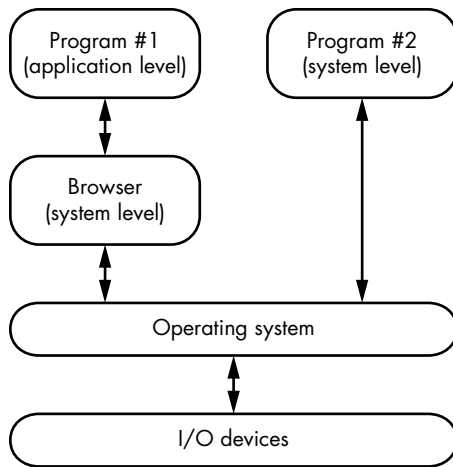 Program #1
(application level)
Program #2
(system level)
Browser
(system level)
Operating system
I/O devices